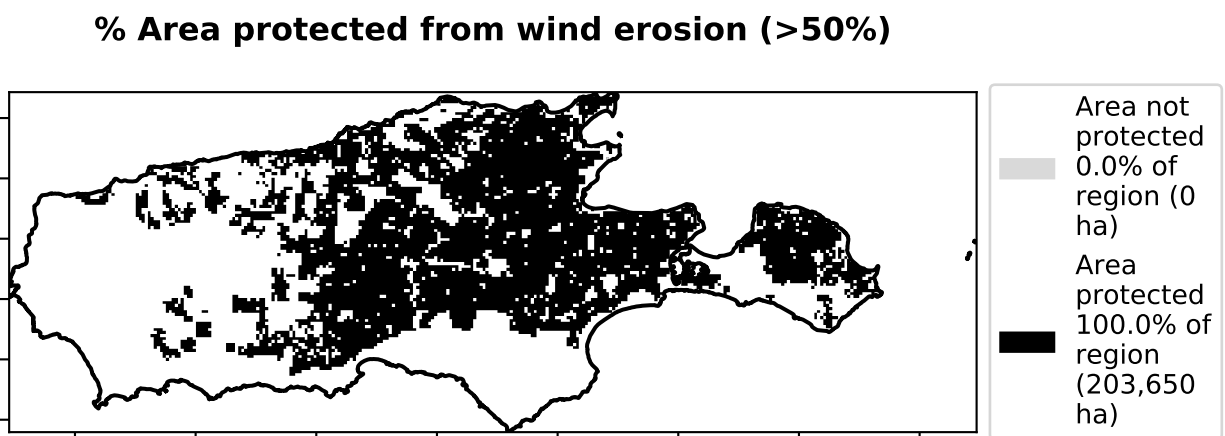 % Area protected from wind erosion (>50%)
Area not
protected
0.0% of
region (0
ha)
Area
protected
100.0% of
region
(203,650
ha)